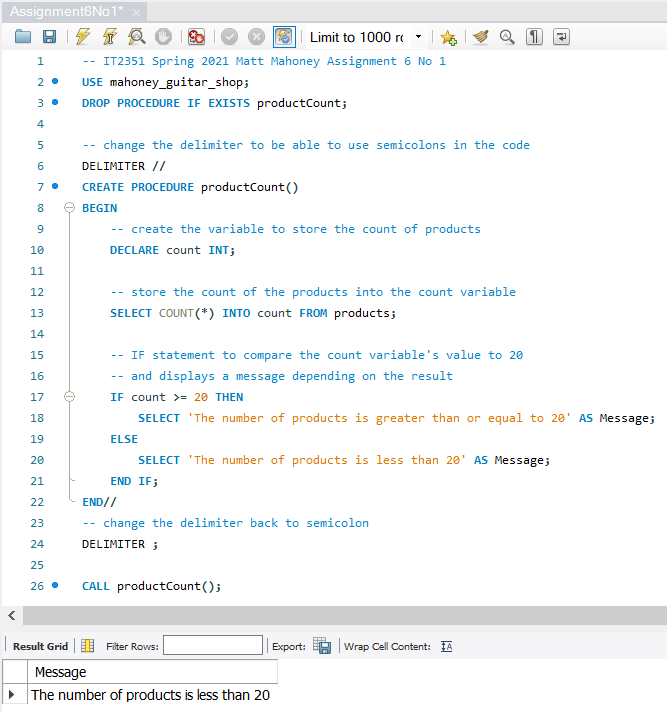 Assignment6No1*
Limit to 1000 rc
1 -- IT2351 Spring 2021 Matt Mahoney Assignment 6 No 1
2 USE mahoney_guitar_shop;
3 DROP PROCEDURE IF EXISTS productCount;
4
5 -- change the delimiter to be able to use semicolons in the code
6 DELIMITER //
7 CREATE PROCEDURE productCount()
8 BEGIN
9 -- create the variable to store the count of products
10 DECLARE count INT;
11
12 -- store the count of the products into the count variable
13 SELECT COUNT(*) INTO count FROM products;
14
15 -- IF statement to compare the count variable's value to 20
16 -- and displays a message depending on the result
17 IF count >= 20 THEN
18 SELECT 'The number of products is greater than or equal to 20' AS Message;
19 ELSE
20 SELECT 'The number of products is less than 20' AS Message;
21 END IF;
22 END//
23 -- change the delimiter back to semicolon
24 DELIMITER ;
25
26 CALL productCount();
Result Grid Filter Rows: Export: Wrap Cell Content:
Message
The number of products is less than 20